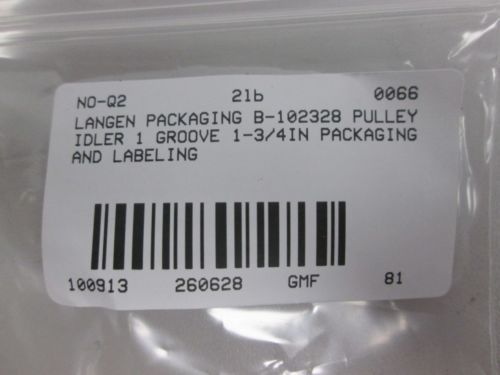 NO-Q2 2lb 0066
LANGEN PACKAGING B-102328 PULLEY
IDLER 1 GROOVE 1-3/4IN PACKAGING
AND LABELING
100913 260628 GMF 81